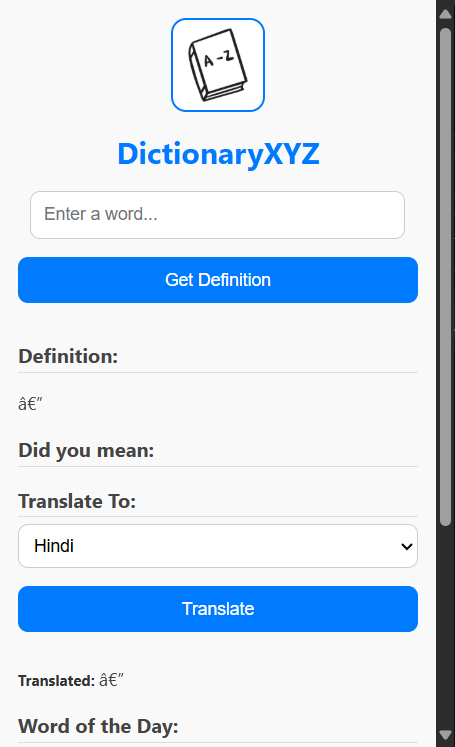 A-Z
DictionaryXYZ
Enter a word...
Get Definition
Definition:
â€”
Did you mean:
Translate To:
Hindi
Translate
Translated: â€”
Word of the Day: